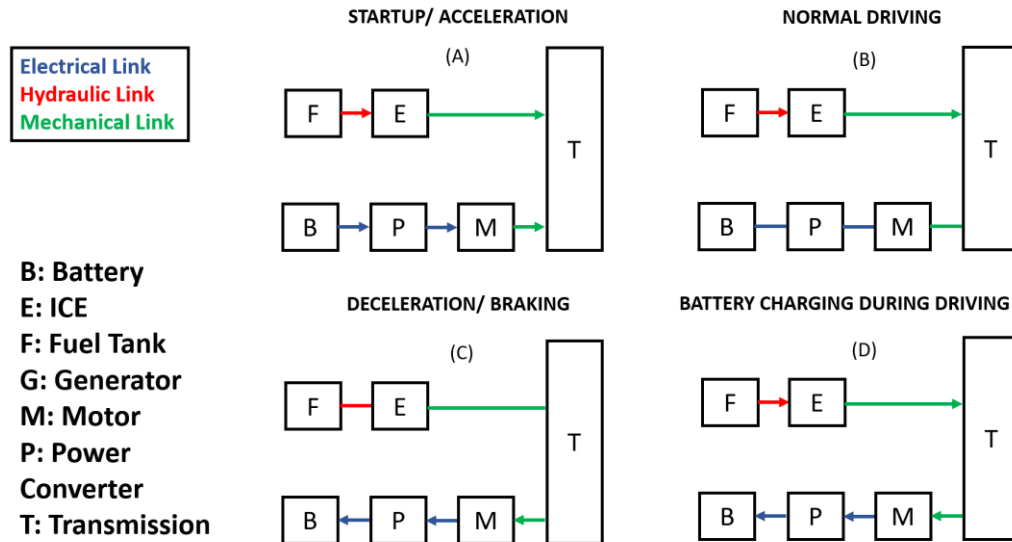 Electrical Link
Hydraulic Link
Mechanical Link
STARTUP/ ACCELERATION
(A)
F
E
T
B
P
M
NORMAL DRIVING
(B)
F
E
T
B
P
M
B: Battery
E: ICE
F: Fuel Tank
G: Generator
M: Motor
P: Power
Converter
T: Transmission
DECELERATION/ BRAKING
(C)
F
E
T
B
P
M
BATTERY CHARGING DURING DRIVING
(D)
F
E
T
B
P
M